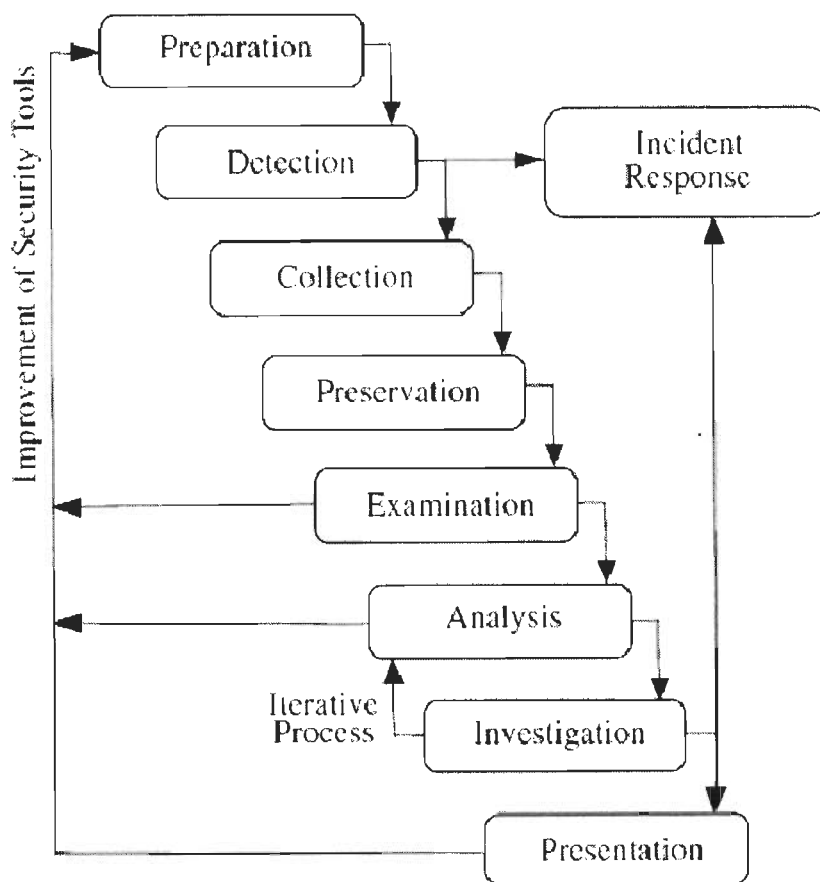 Preparation
Improvement of Security Tools
Detection
Incident
Response
Collection
Preservation
Examination
Analysis
Iterative
Process
Investigation
Presentation